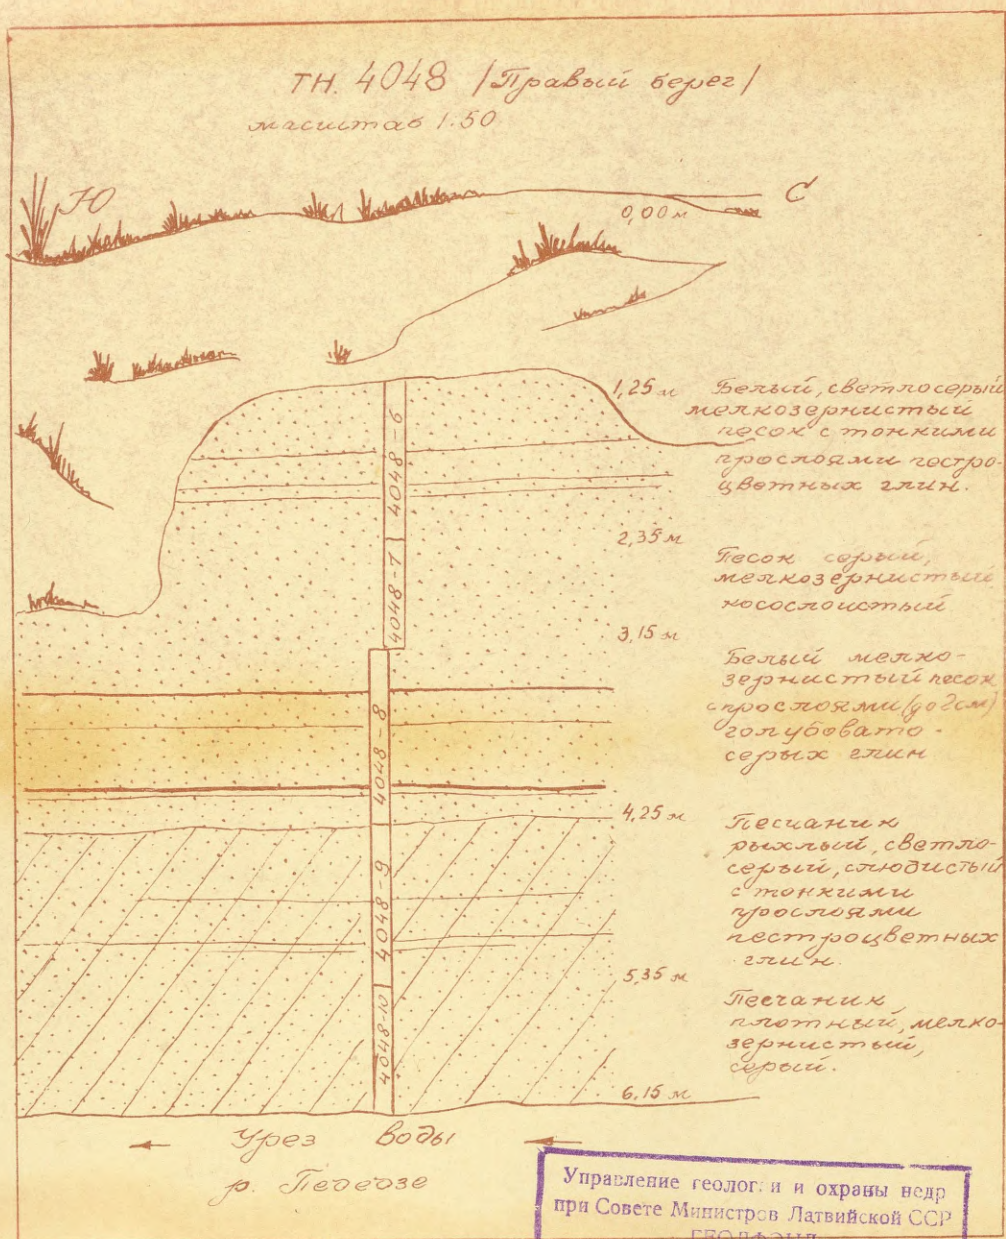 ТН. 4048 /Правый берег/
масштаб 1:50
Ю
С
0,00 м
1,25 м
Белый, светлосерый
мелкозернистый
песок с тонкими
прослоями пестро-
цветных глин.
4048-6
2,35 м
Песок серый,
мелкозернистый
косослоистый
4048-7
3,15 м
Белый мелко-
зернистый песок
с прослоями (до 2см)
голубовато-
серых глин
4048-8
4,25 м
Песчаник
рыхлый, светло-
серый, слюдистый
с тонкими
прослоями
пестроцветных
глин.
4048-9
5,35 м
Песчаник
плотный, мелко-
зернистый,
серый.
4048-10
6,15 м
Урез воды
р.
Управление геологии и охраны недр
при Совете Министров Латвийской ССР
ГЕОЛФОНД